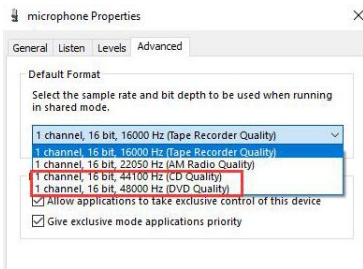 microphone Properties
General Listen Levels Advanced
Default Format
Select the sample rate and bit depth to be used when running
in shared mode.
1 channel, 16 bit, 16000 Hz (Tape Recorder Quality)
1 channel, 16 bit, 16000 Hz (Tape Recorder Quality)
1 channel, 16 bit, 22050 Hz (AM Radio Quality)
1 channel, 16 bit, 44100 Hz (CD Quality)
1 channel, 16 bit, 48000 Hz (DVD Quality)
Allow applications to take exclusive control of this device
Give exclusive mode applications priority